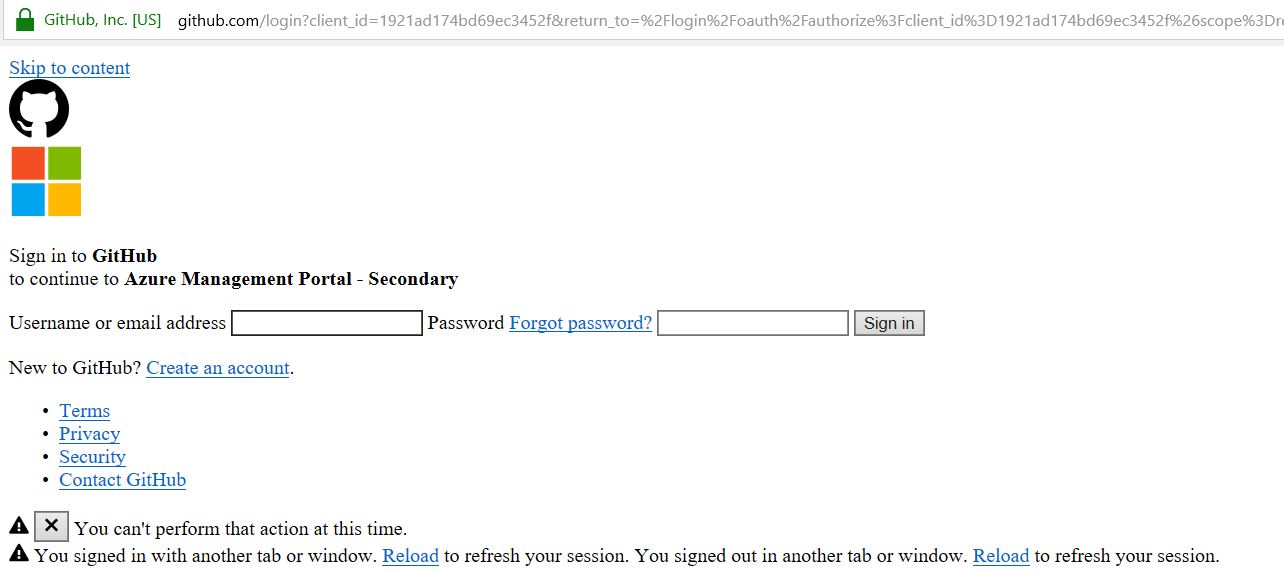 GitHub, Inc. [US] github.com/login?client_id=1921ad174bd69ec3452f&return_to=%2Flogin%2Foauth%2Fauthorize%3Fclient_id%3D1921ad174bd69ec3452f%26scope%3Dre
Skip to content
Sign in to GitHub
to continue to Azure Management Portal - Secondary
Username or email address Password Forgot password? Sign in
New to GitHub? Create an account.
• Terms
• Privacy
• Security
• Contact GitHub
You can't perform that action at this time.
You signed in with another tab or window. Reload to refresh your session. You signed out in another tab or window. Reload to refresh your session.